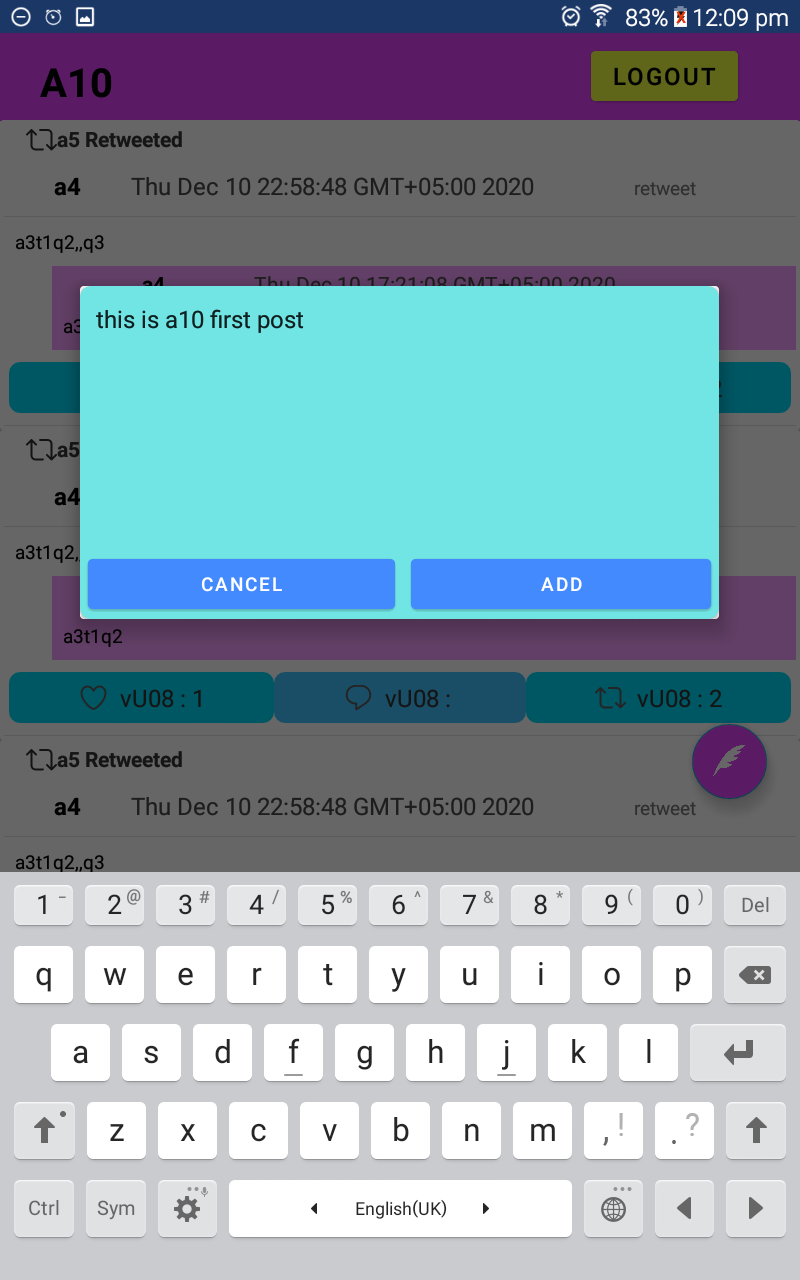 83% 12:09 pm
A10 LOGOUT
a5 Retweeted
a4 Thu Dec 10 22:58:48 GMT+05:00 2020 retweet
a3t1q2,,q3
a4 Thu Dec 10 17:21:08 GMT+05:00 2020
this is a10 first post
a5
a4
a3t1q2,
CANCEL ADD
a3t1q2
vU08 : 1 vU08 : vU08 : 2
a5 Retweeted
a4 Thu Dec 10 22:58:48 GMT+05:00 2020 retweet
a3t1q2,,q3
1 - 2 @ 3 # 4 / 5 % 6 ^ 7 & 8 * 9 ( 0 ) Del
q w e r t y u i o p
a s d f g h j k l
z x c v b n m , ! . ?
Ctrl Sym English(UK)